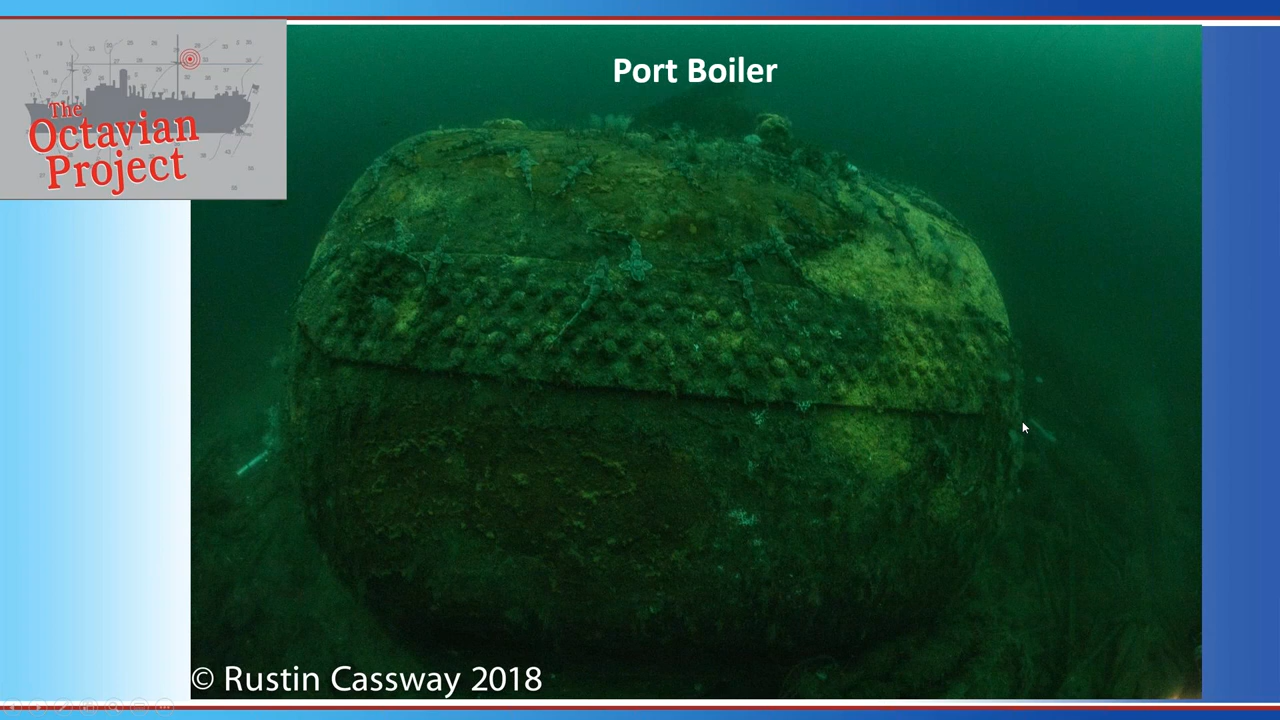 Port Boiler
The
Octavian
Project
© Rustin Cassway 2018